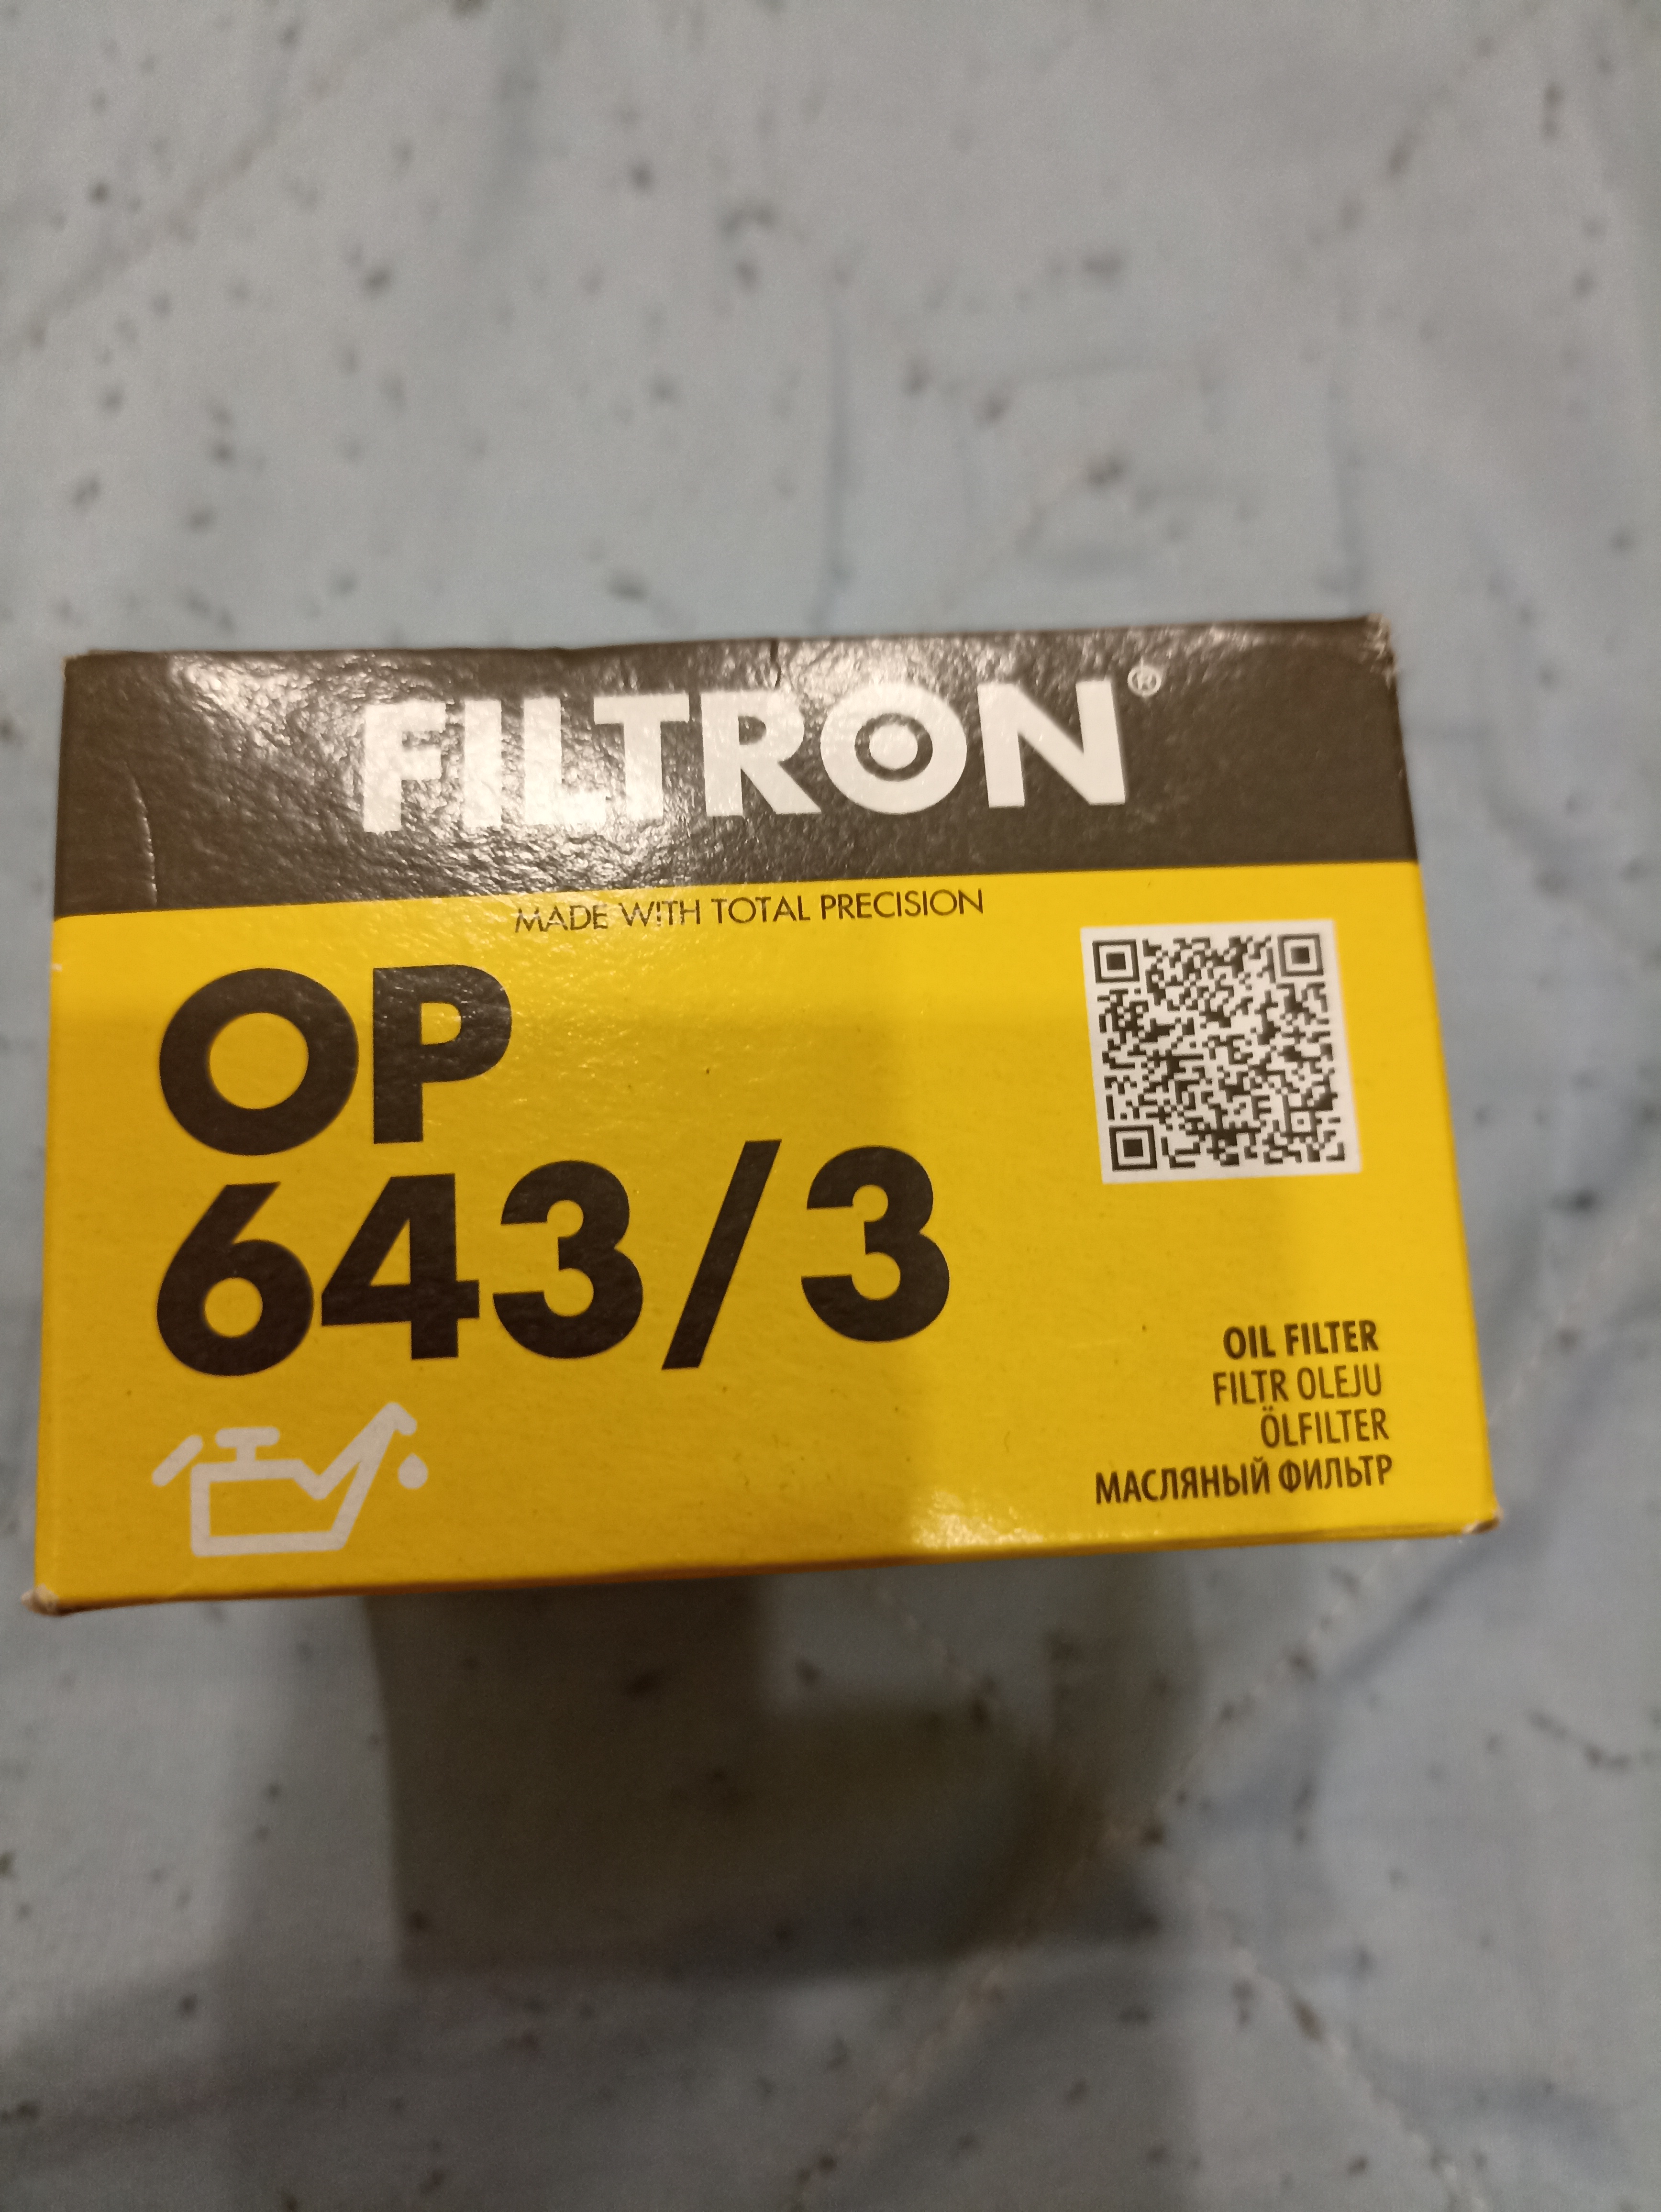 FILTRON®
MADE WITH TOTAL PRECISION
OP
643/3
OIL FILTER
FILTR OLEJU
ÖLFILTER
МАСЛЯНЫЙ ФИЛЬТР